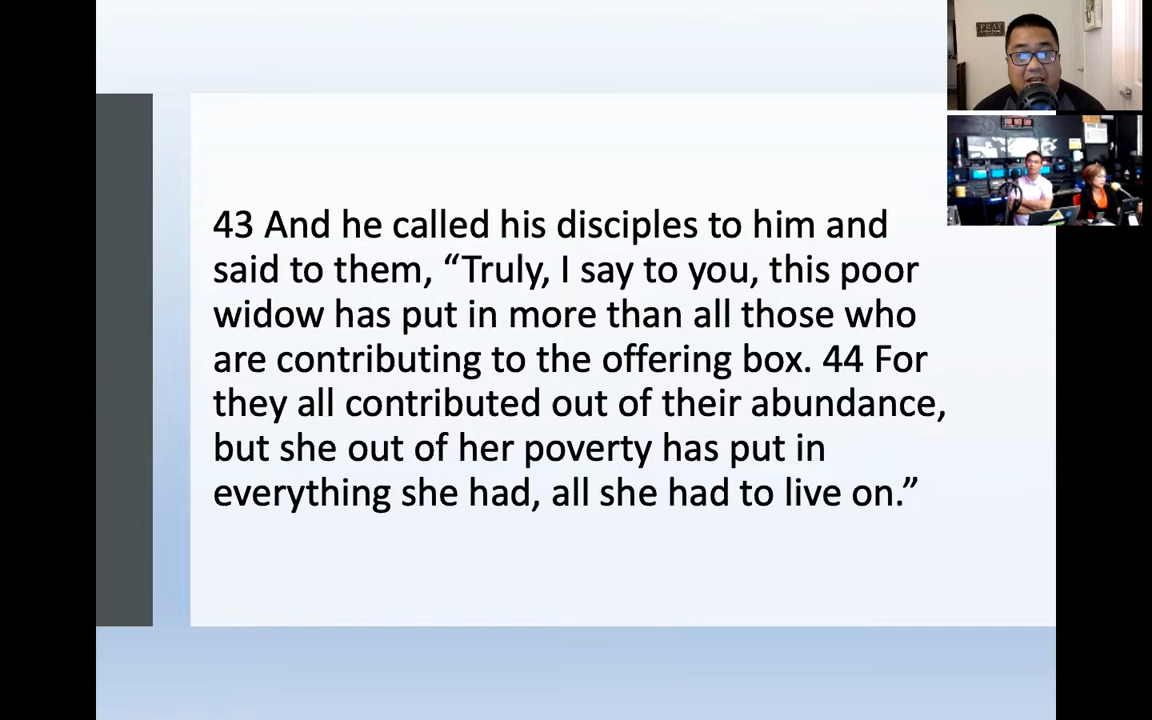 PRAY
43 And he called his disciples to him and
said to them, “Truly, I say to you, this poor
widow has put in more than all those who
are contributing to the offering box. 44 For
they all contributed out of their abundance,
but she out of her poverty has put in
everything she had, all she had to live on.”